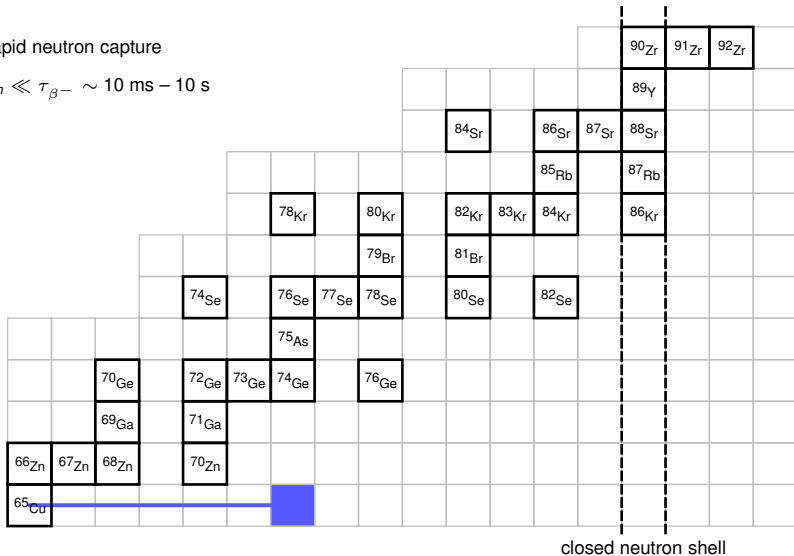 apid neutron capture
≪ τβ− ∼ 10 ms – 10 s
90Zr 91Zr 92Zr
89Y
84Sr 86Sr 87Sr 88Sr
85Rb 87Rb
78Kr 80Kr 82Kr 83Kr 84Kr 86Kr
79Br 81Br
74Se 76Se 77Se 78Se 80Se 82Se
75As
70Ge 72Ge 73Ge 74Ge 76Ge
69Ga 71Ga
66Zn 67Zn 68Zn 70Zn
65Cu
closed neutron shell